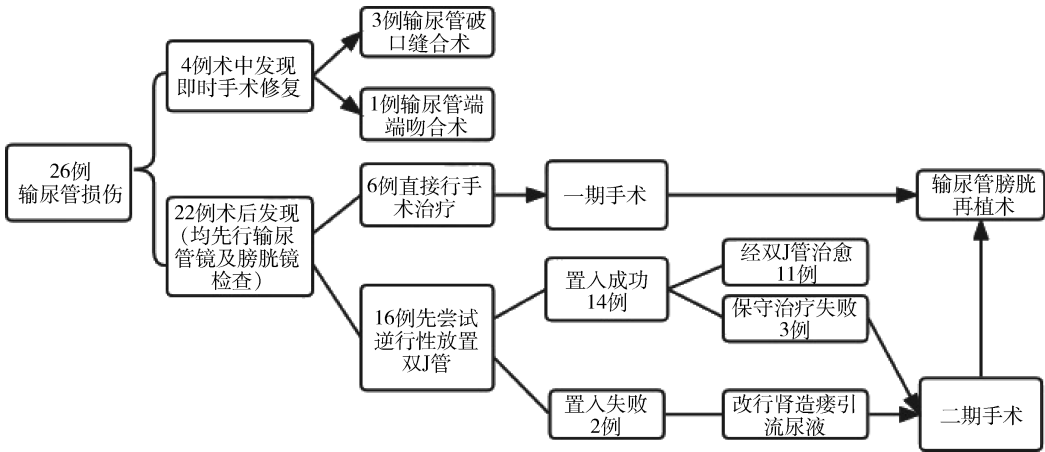 3例输尿管破
口缝合术
4例术中发现
即时手术修复
1例输尿管端
端吻合术
26例
输尿管损伤
6例直接行手
术治疗
一期手术
输尿管膀胱
再植术
22例术后发现
（均先行输尿
管镜及膀胱镜
检查）
经双J管治愈
11例
置入成功
14例
16例先尝试
逆行性放置
双J管
保守治疗失败
3例
置入失败
2例
改行肾造瘘引
流尿液
二期手术